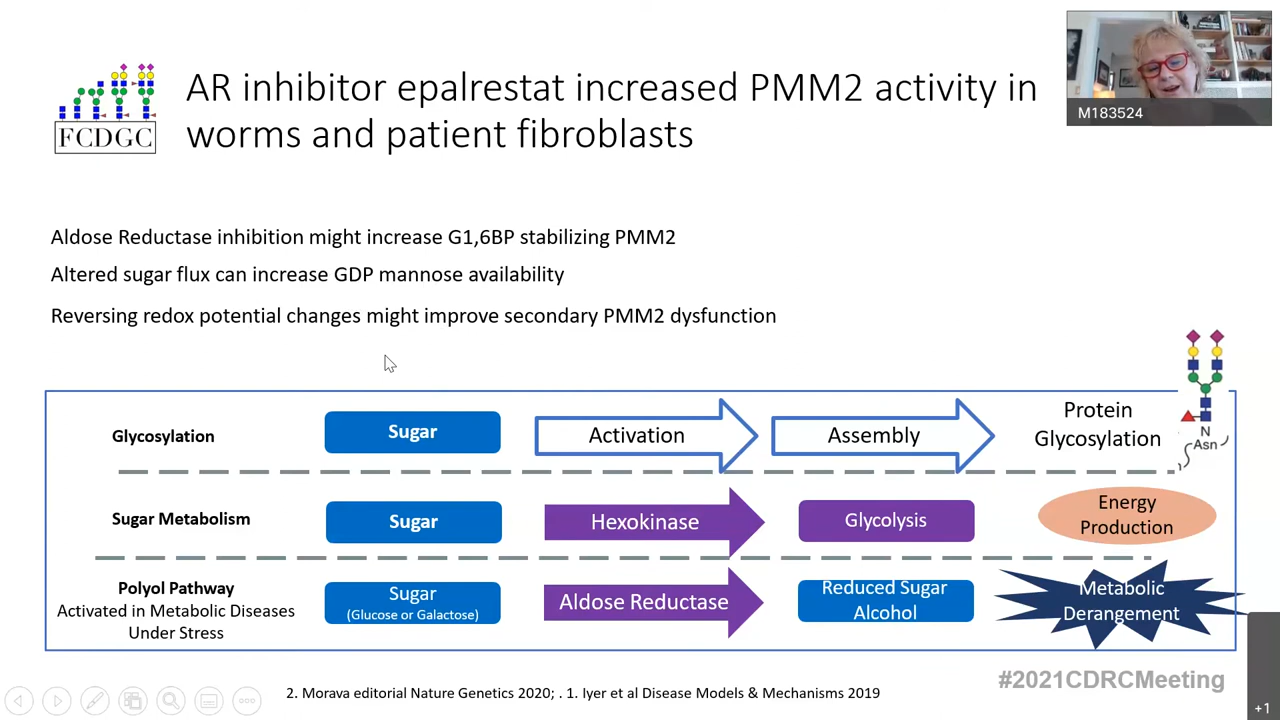 M183524
FCDGC
AR inhibitor epalrestat increased PMM2 activity in
worms and patient fibroblasts
Aldose Reductase inhibition might increase G1,6BP stabilizing PMM2
Altered sugar flux can increase GDP mannose availability
Reversing redox potential changes might improve secondary PMM2 dysfunction
Glycosylation
Sugar
Activation
Assembly
Protein
Glycosylation
N
Asn
Sugar Metabolism
Sugar
Hexokinase
Glycolysis
Energy
Production
Polyol Pathway
Activated in Metabolic Diseases
Under Stress
Sugar
(Glucose or Galactose)
Aldose Reductase
Reduced Sugar
Alcohol
Metabolic
Derangement
#2021CDRCMeeting
2. Morava editorial Nature Genetics 2020; . 1. Iyer et al Disease Models & Mechanisms 2019
+1